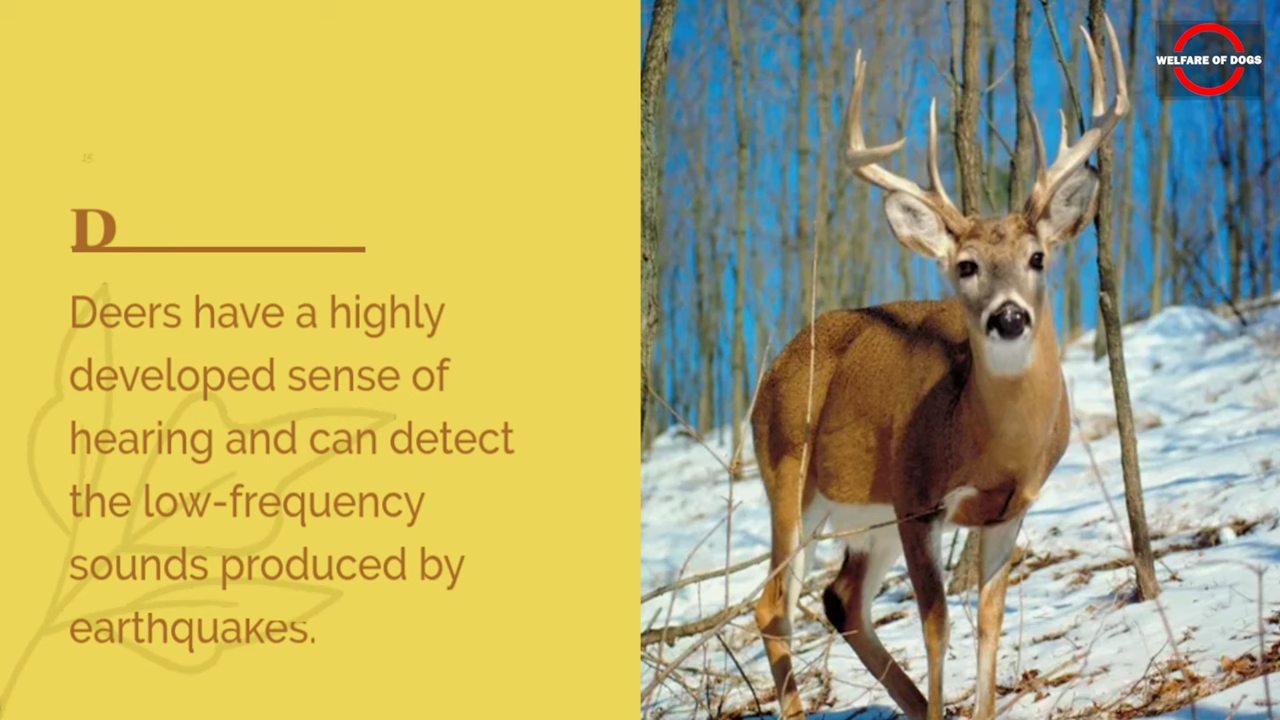 WELFARE OF DOGS
D
Deers have a highly
developed sense of
hearing and can detect
the low-frequency
sounds produced by
earthquakes.